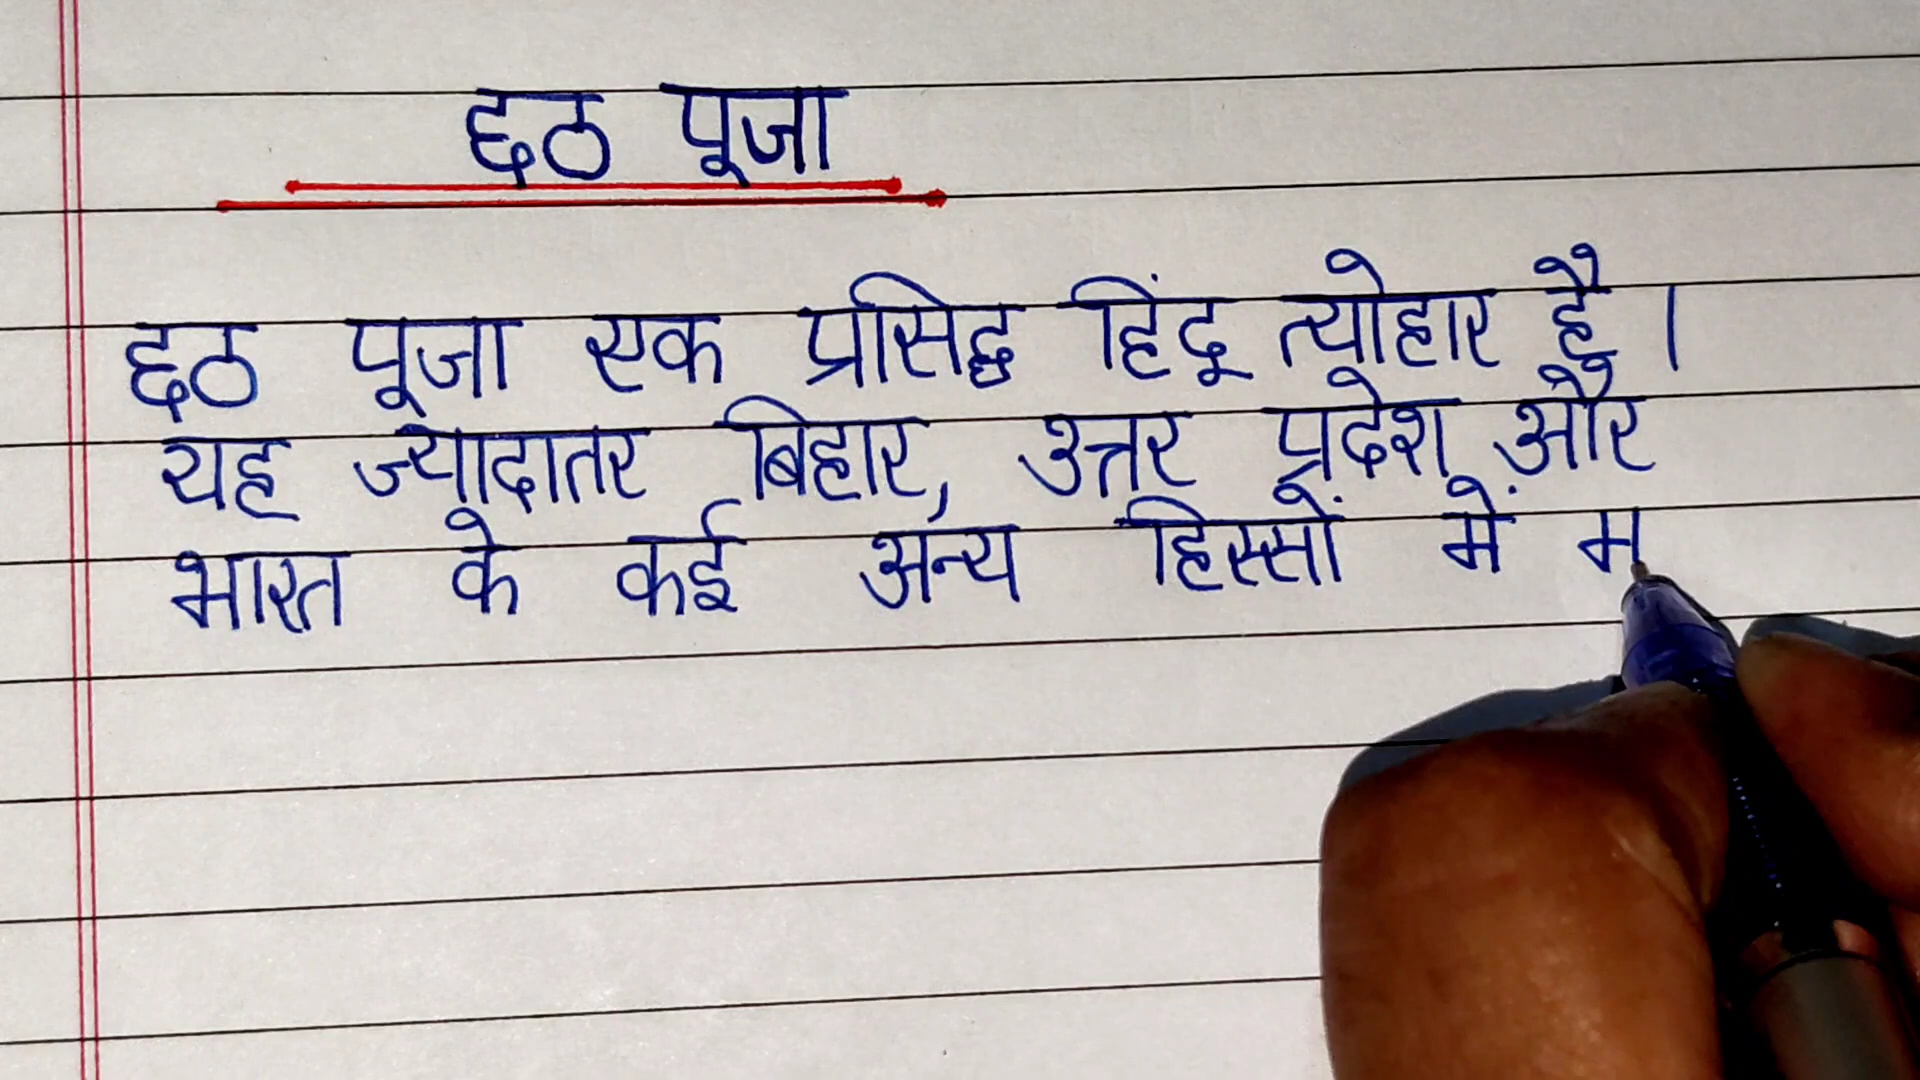 छठ पूजा
छठ पूजा एक प्रसिद्ध हिंदू त्योहार है।
यह ज्यादातर बिहार, उत्तर प्रदेश और
भारत के कई अन्य हिस्सों में म